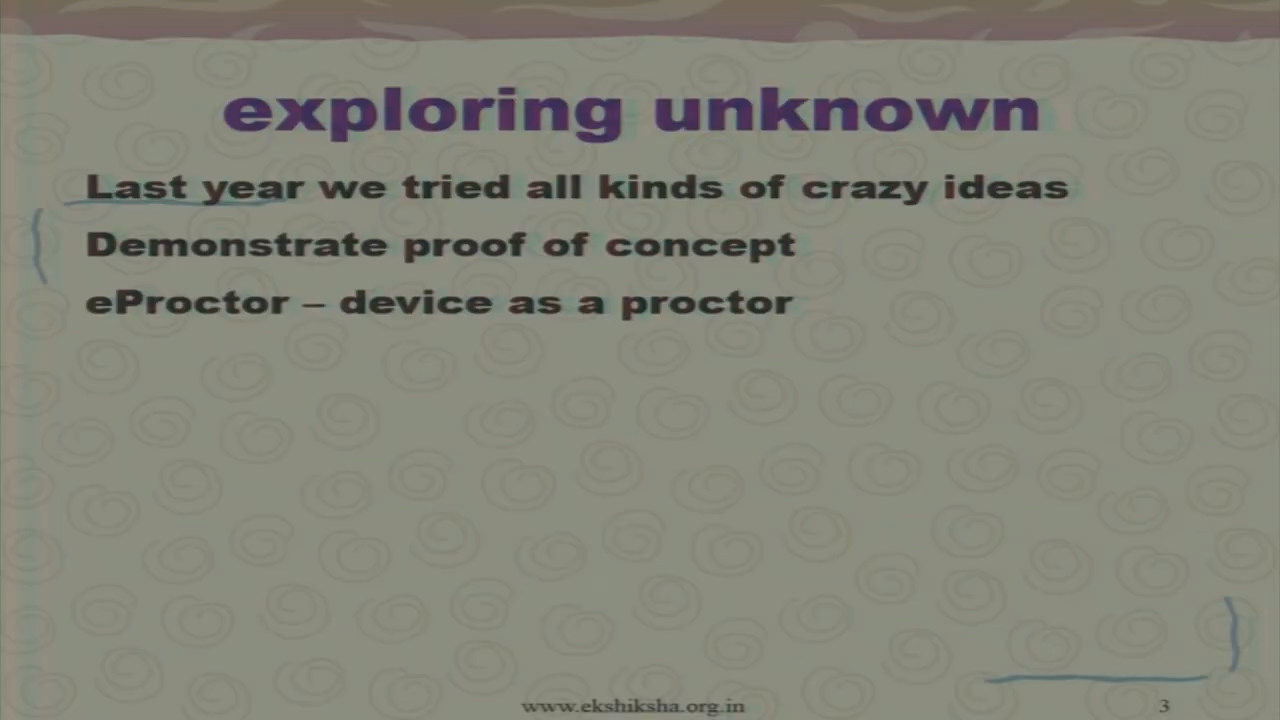 exploring unknown
Last year we tried all kinds of crazy ideas
Demonstrate proof of concept
eProctor – device as a proctor
www.ekshiksha.org.in
3